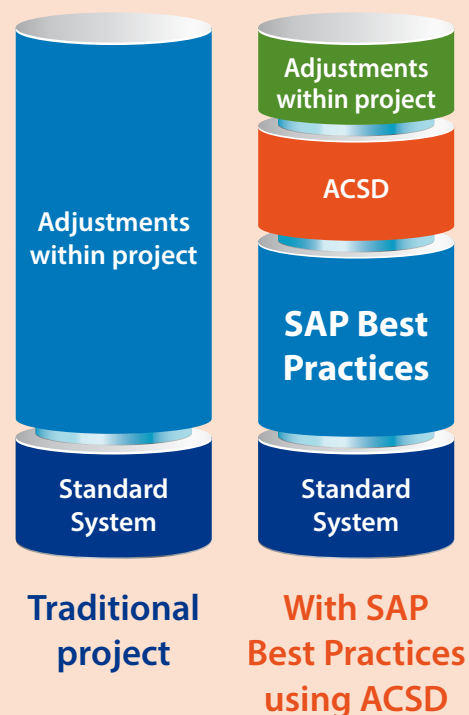 Adjustments
within project
Standard
System
Traditional
project
Adjustments
within project
ACSD
SAP Best
Practices
Standard
System
With SAP
Best Practices
using ACSD